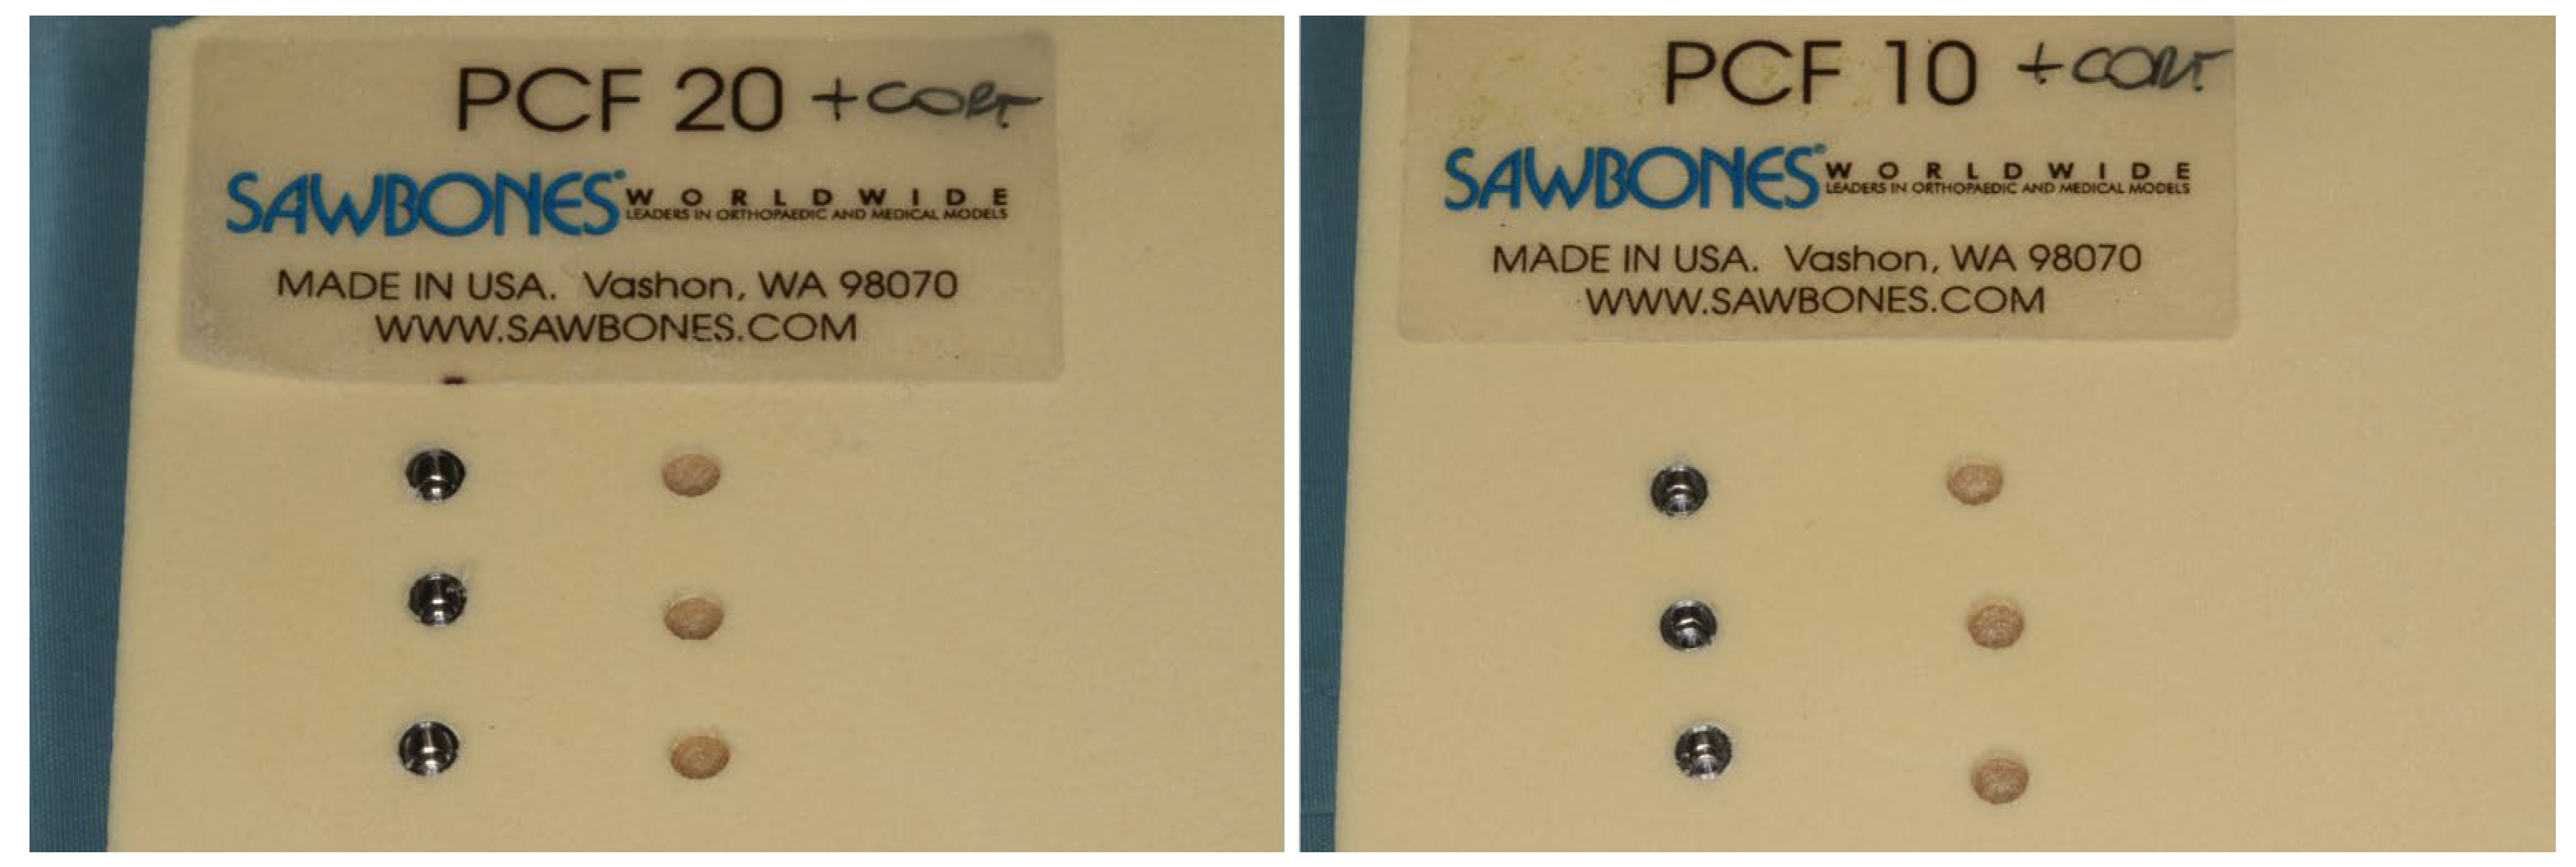 PCF 20 +CORT.
SAWBONES® WORLDWIDE
LEADERS IN ORTHOPAEDIC AND MEDICAL MODELS
MADE IN USA. Vashon, WA 98070
WWW.SAWBONES.COM
PCF 10 +CORT.
SAWBONES® WORLDWIDE
LEADERS IN ORTHOPAEDIC AND MEDICAL MODELS
MADE IN USA. Vashon, WA 98070
WWW.SAWBONES.COM